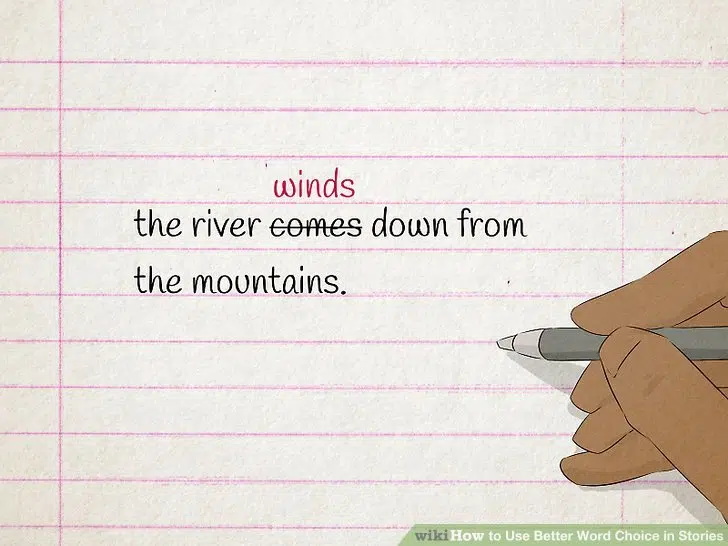 winds
the river comes down from
the mountains.
wikiHow to Use Better Word Choice in Stories